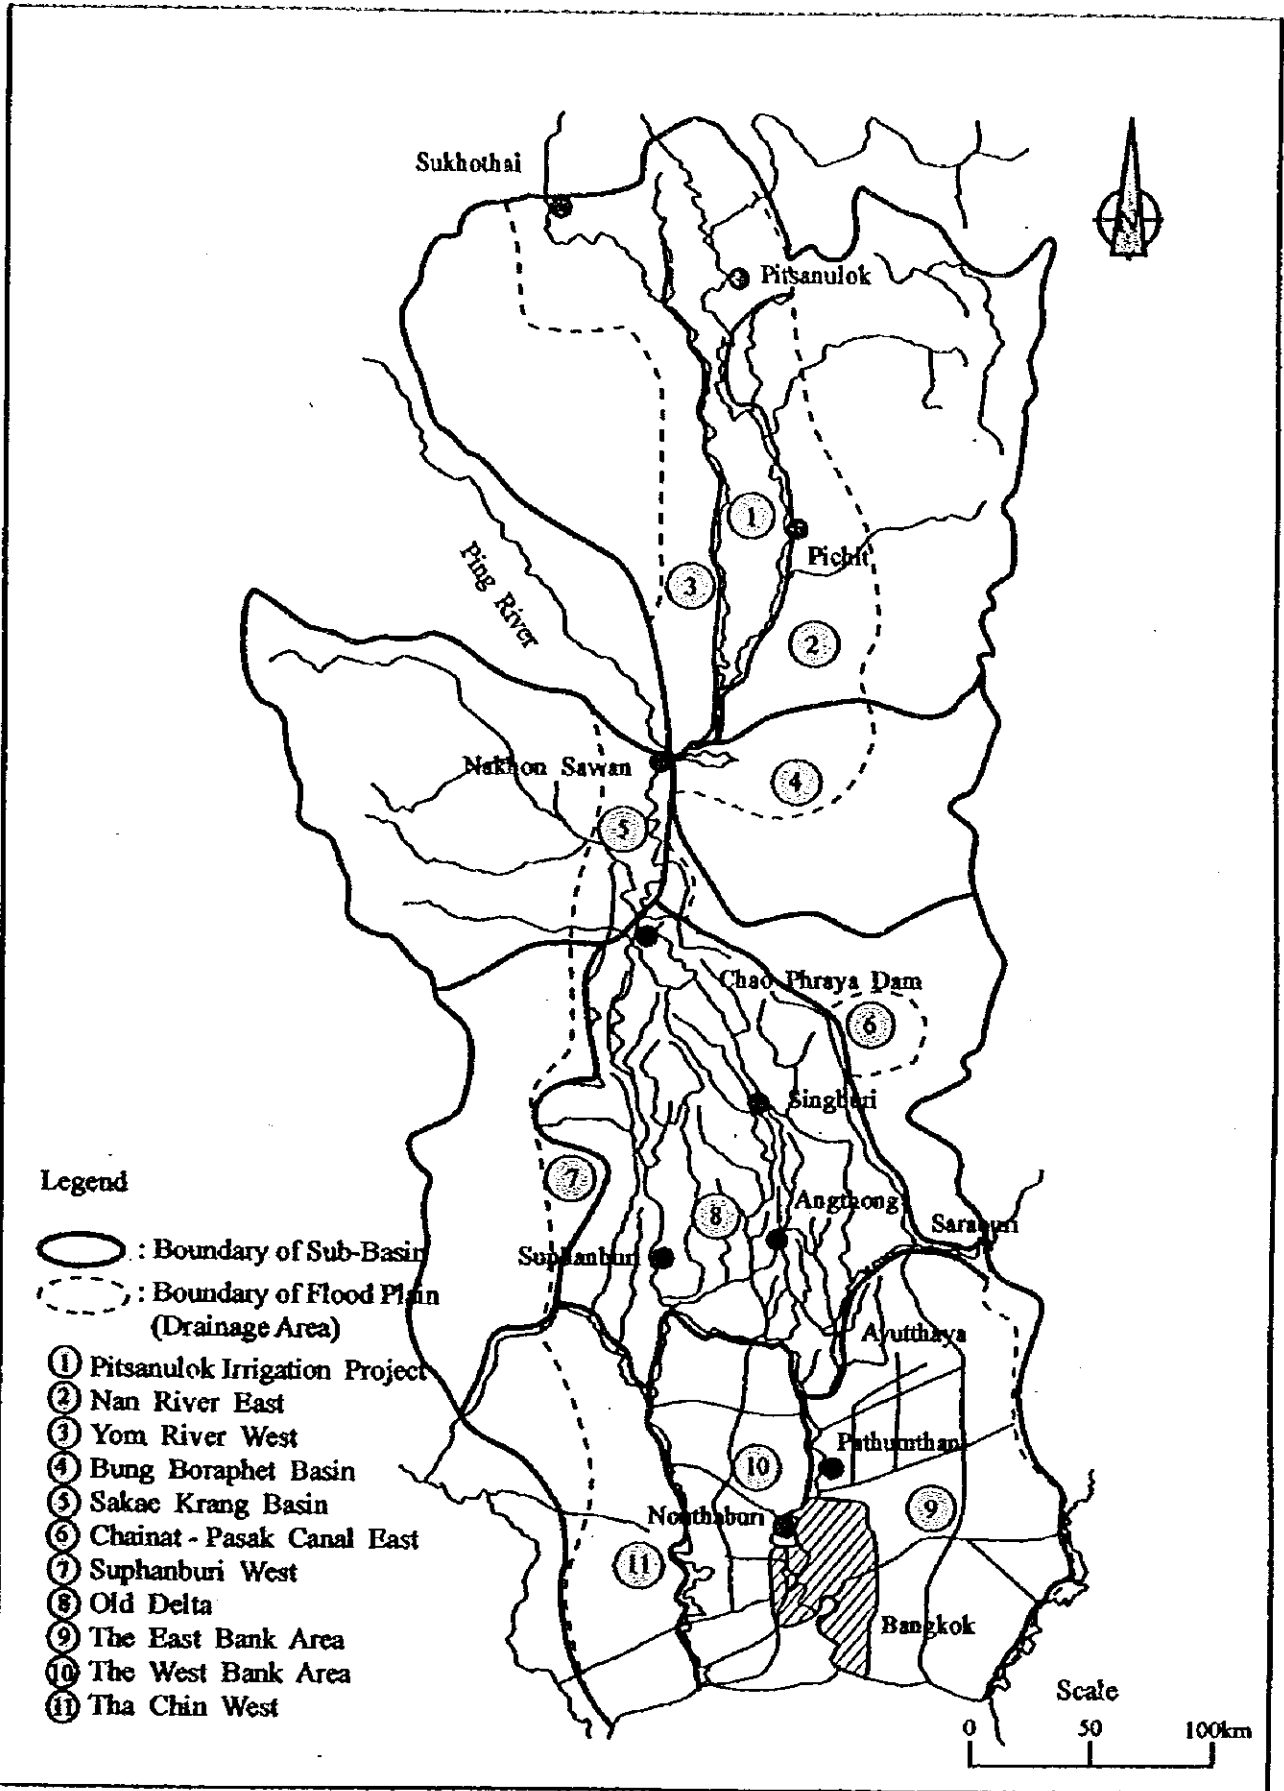 Sukhothai
N
Pitsanulok
1
Pichit
Ping River
3
2
Nakhon Sawan
4
5
Chao Phraya Dam
6
Singburi
Legend
7
Angthong
8
Saraburi
: Boundary of Sub-Basin
Suphanburi
: Boundary of Flood Plain
(Drainage Area)
Ayutthaya
1 Pitsanulok Irrigation Project
2 Nan River East
3 Yom River West
Pathumthani
4 Bung Boraphet Basin
10
5 Sakae Krang Basin
9
Nonthaburi
6 Chainat - Pasak Canal East
11
7 Suphanburi West
8 Old Delta
Bangkok
9 The East Bank Area
10 The West Bank Area
11 Tha Chin West
Scale
0 50 100km